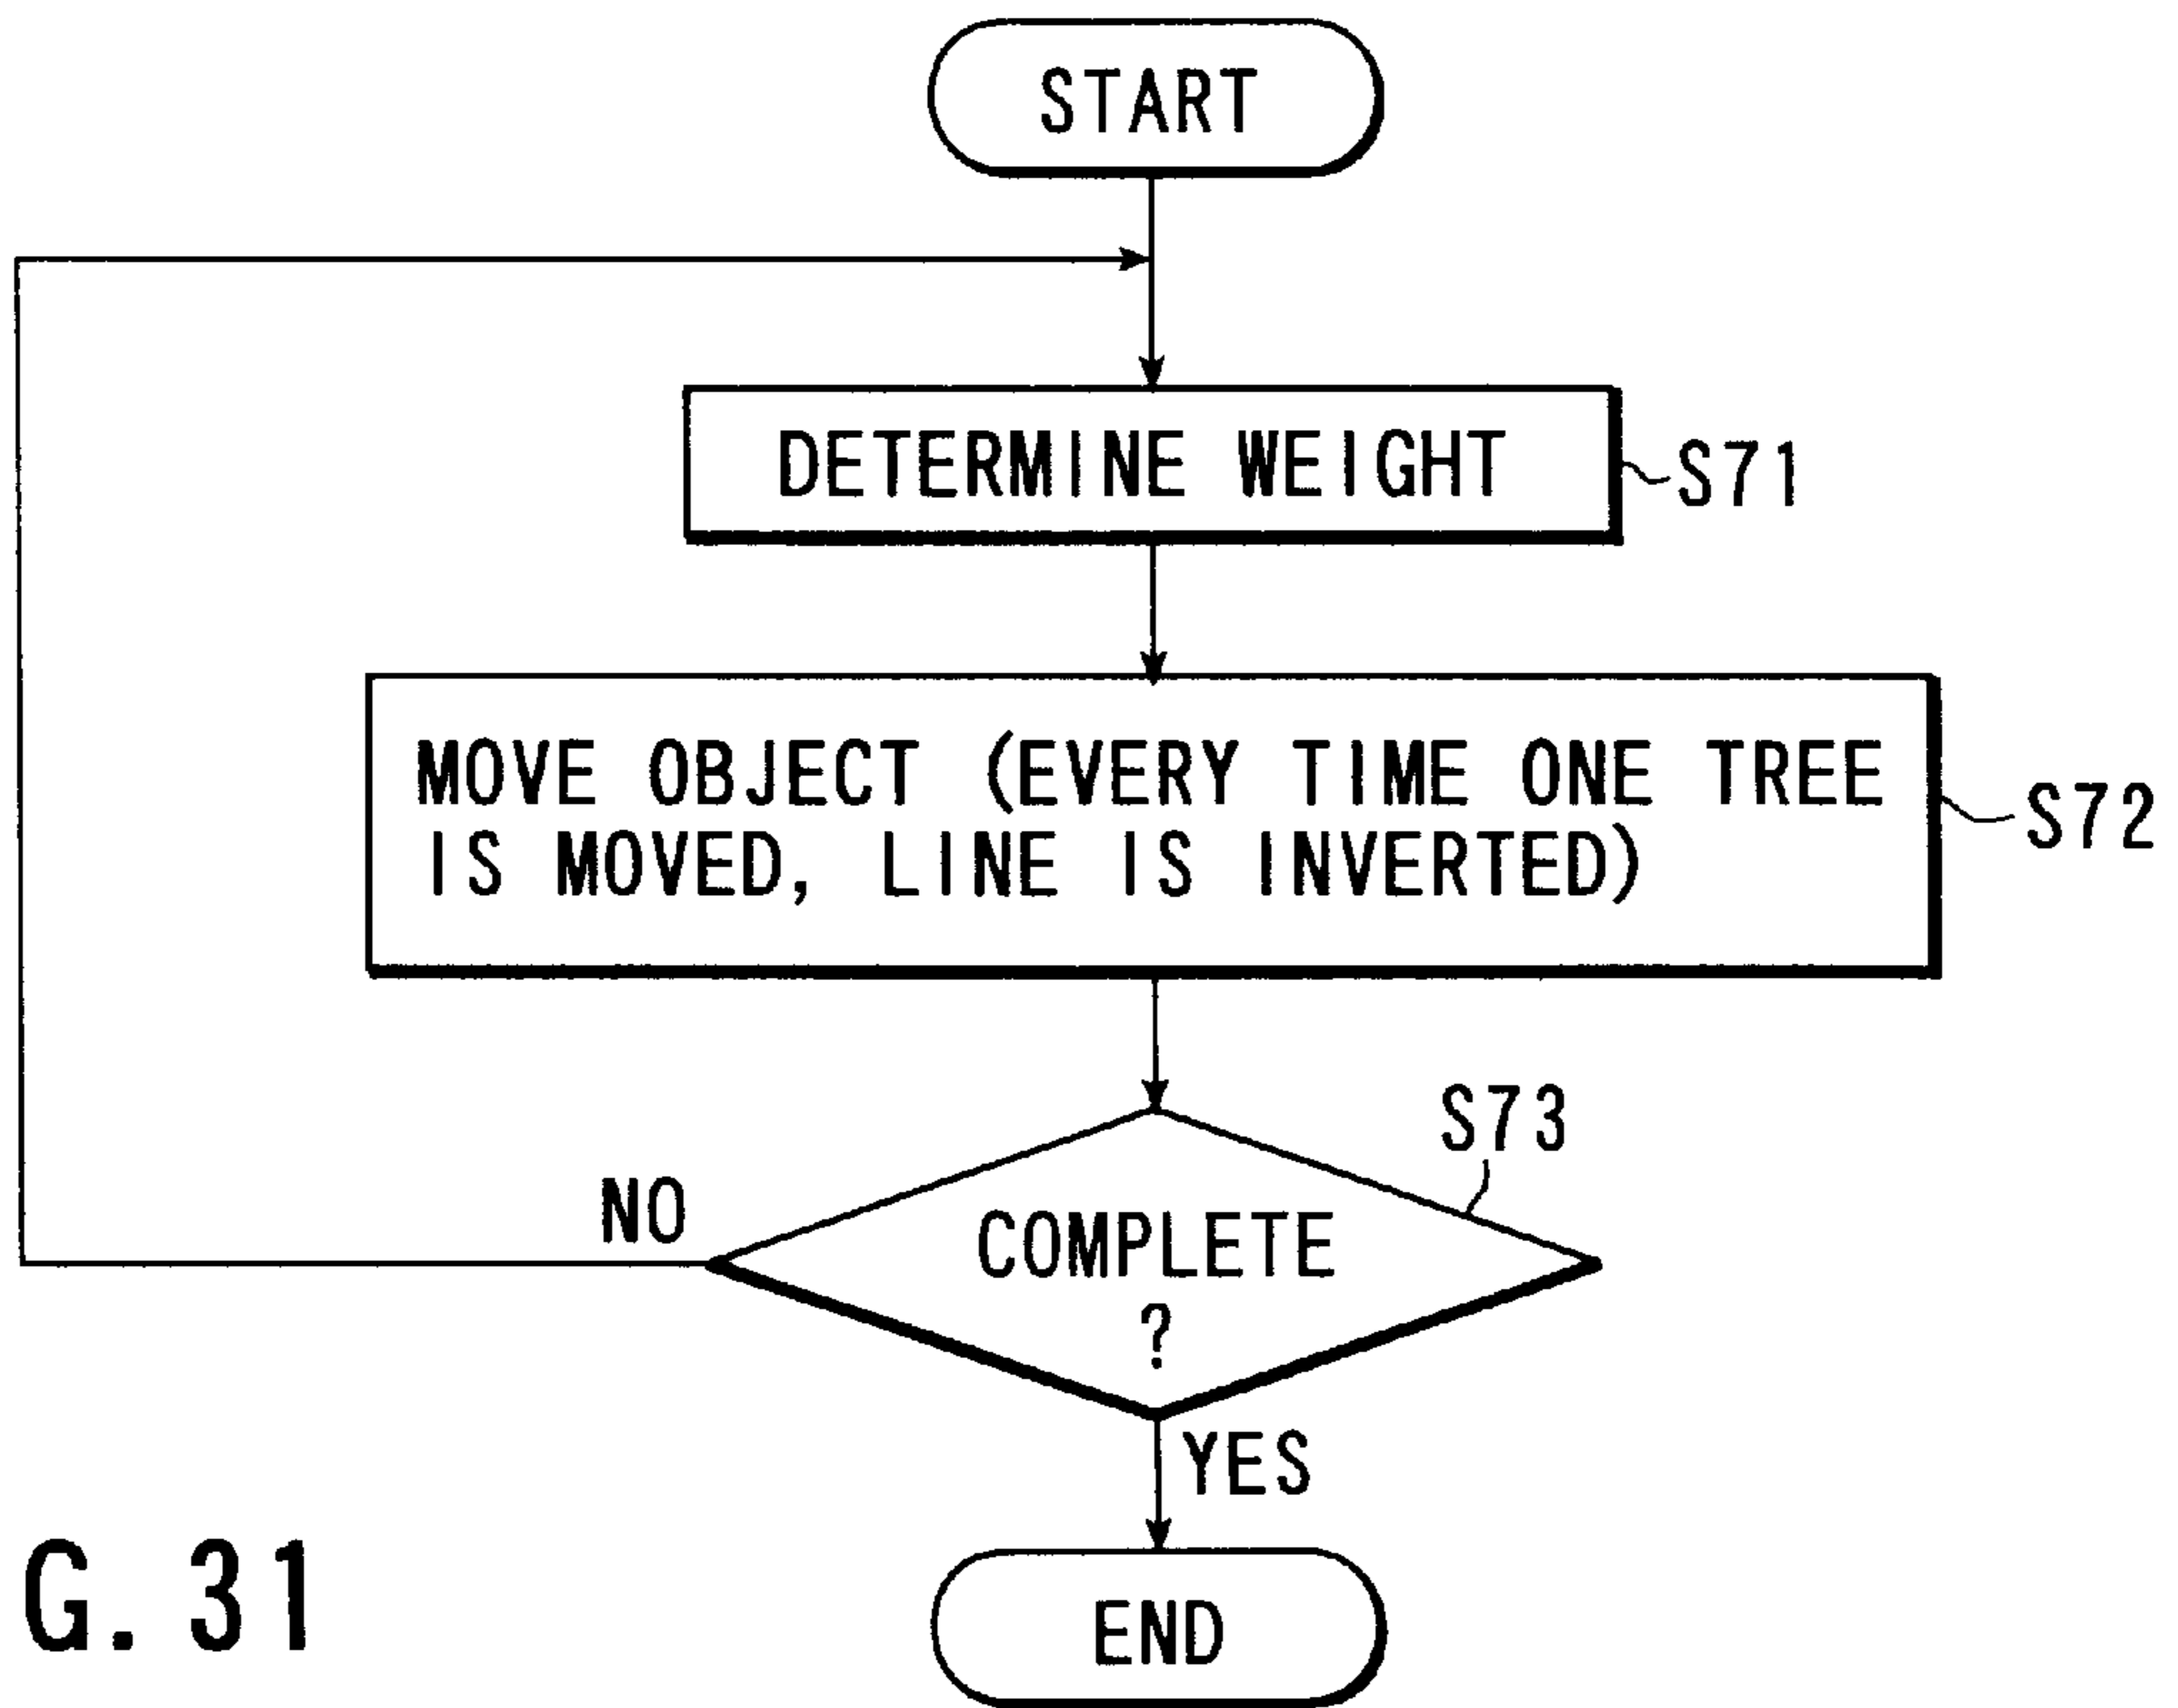 START
DETERMINE WEIGHT
S71
MOVE OBJECT (EVERY TIME ONE TREE
IS MOVED, LINE IS INVERTED)
S72
S73
NO
COMPLETE
?
YES
END
G. 31